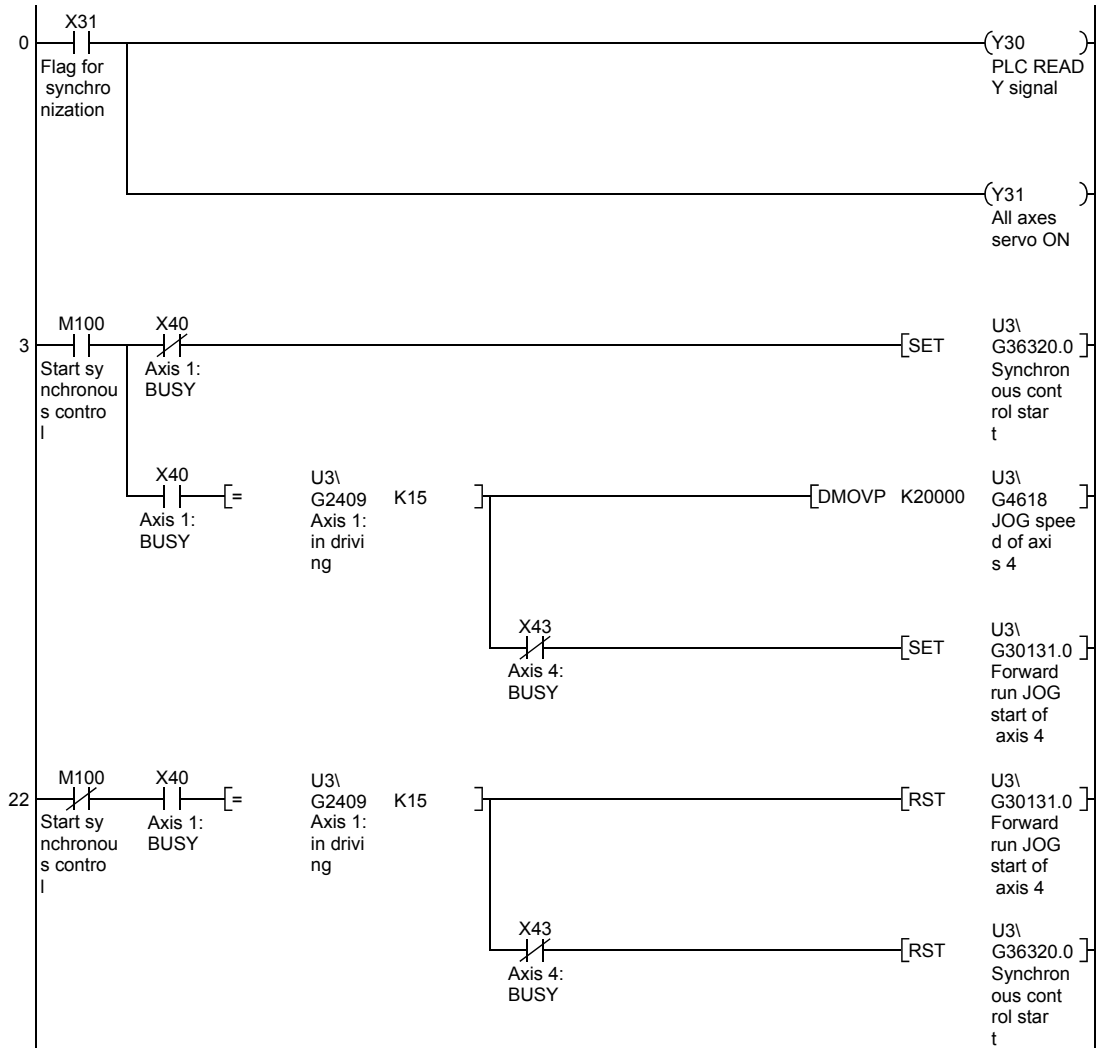 X31
0
(Y30 )
Flag for
synchro
nization
PLC READ
Y signal
(Y31 )
All axes
servo ON
M100 X40
3
[SET U3\
G36320.0 ]
Start sy
nchronou
s contro
l
Axis 1:
BUSY
Synchron
ous cont
rol star
t
X40
[= U3\
G2409 K15 ]
[DMOVP K20000 U3\
G4618 ]
Axis 1:
BUSY
Axis 1:
in drivi
ng
JOG spee
d of axi
s 4
X43
[SET U3\
G30131.0 ]
Axis 4:
BUSY
Forward
run JOG
start of
axis 4
M100 X40
22
[= U3\
G2409 K15 ]
[RST U3\
G30131.0 ]
Start sy
nchronou
s contro
l
Axis 1:
BUSY
Axis 1:
in drivi
ng
Forward
run JOG
start of
axis 4
X43
[RST U3\
G36320.0 ]
Axis 4:
BUSY
Synchron
ous cont
rol star
t